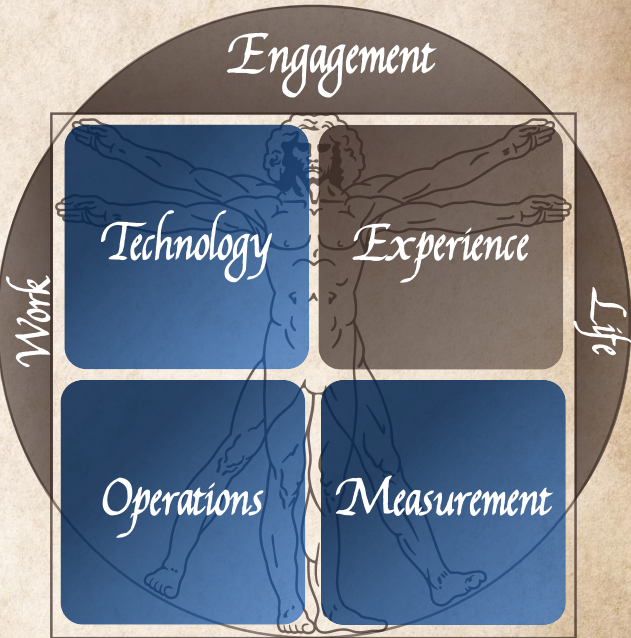 Engagement
Technology
Experience
Work
Life
Operations
Measurement